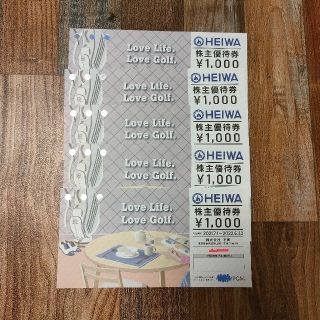 Love Life.
Love Golf.
HEIWA
株主優待券
¥1,000
Love Life.
Love Golf.
HEIWA
株主優待券
¥1,000
Love Life.
Love Golf.
HEIWA
株主優待券
¥1,000
Love Life.
Love Golf.
HEIWA
株主優待券
¥1,000
Love Life.
Love Golf.
HEIWA
株主優待券
¥1,000
PGM